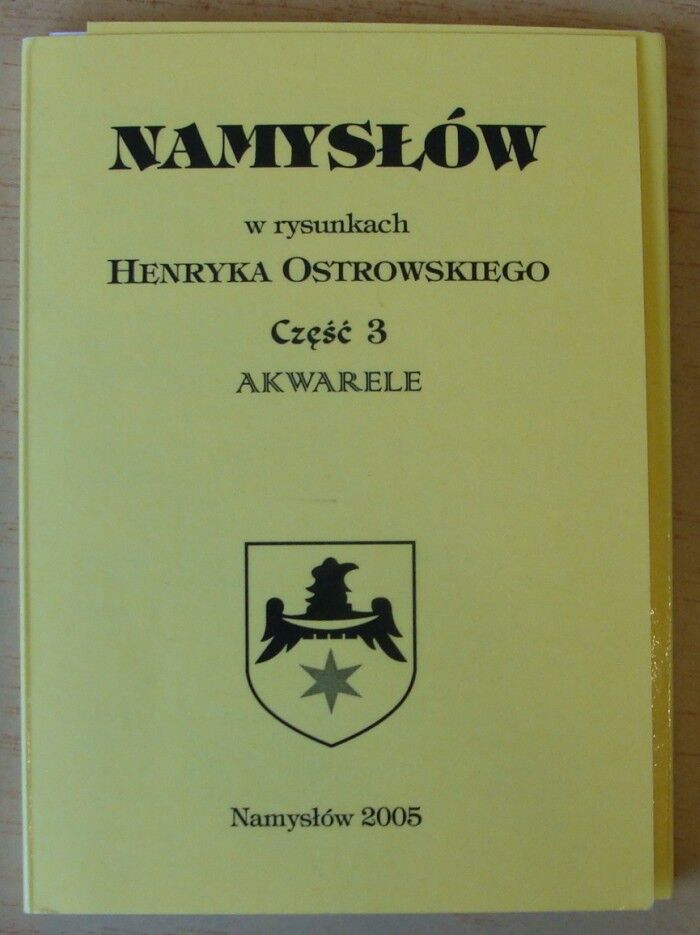 NAMYSŁÓW
w rysunkach
HENRYKA OSTROWSKIEGO
Część 3
AKWARELE
Namysłów 2005